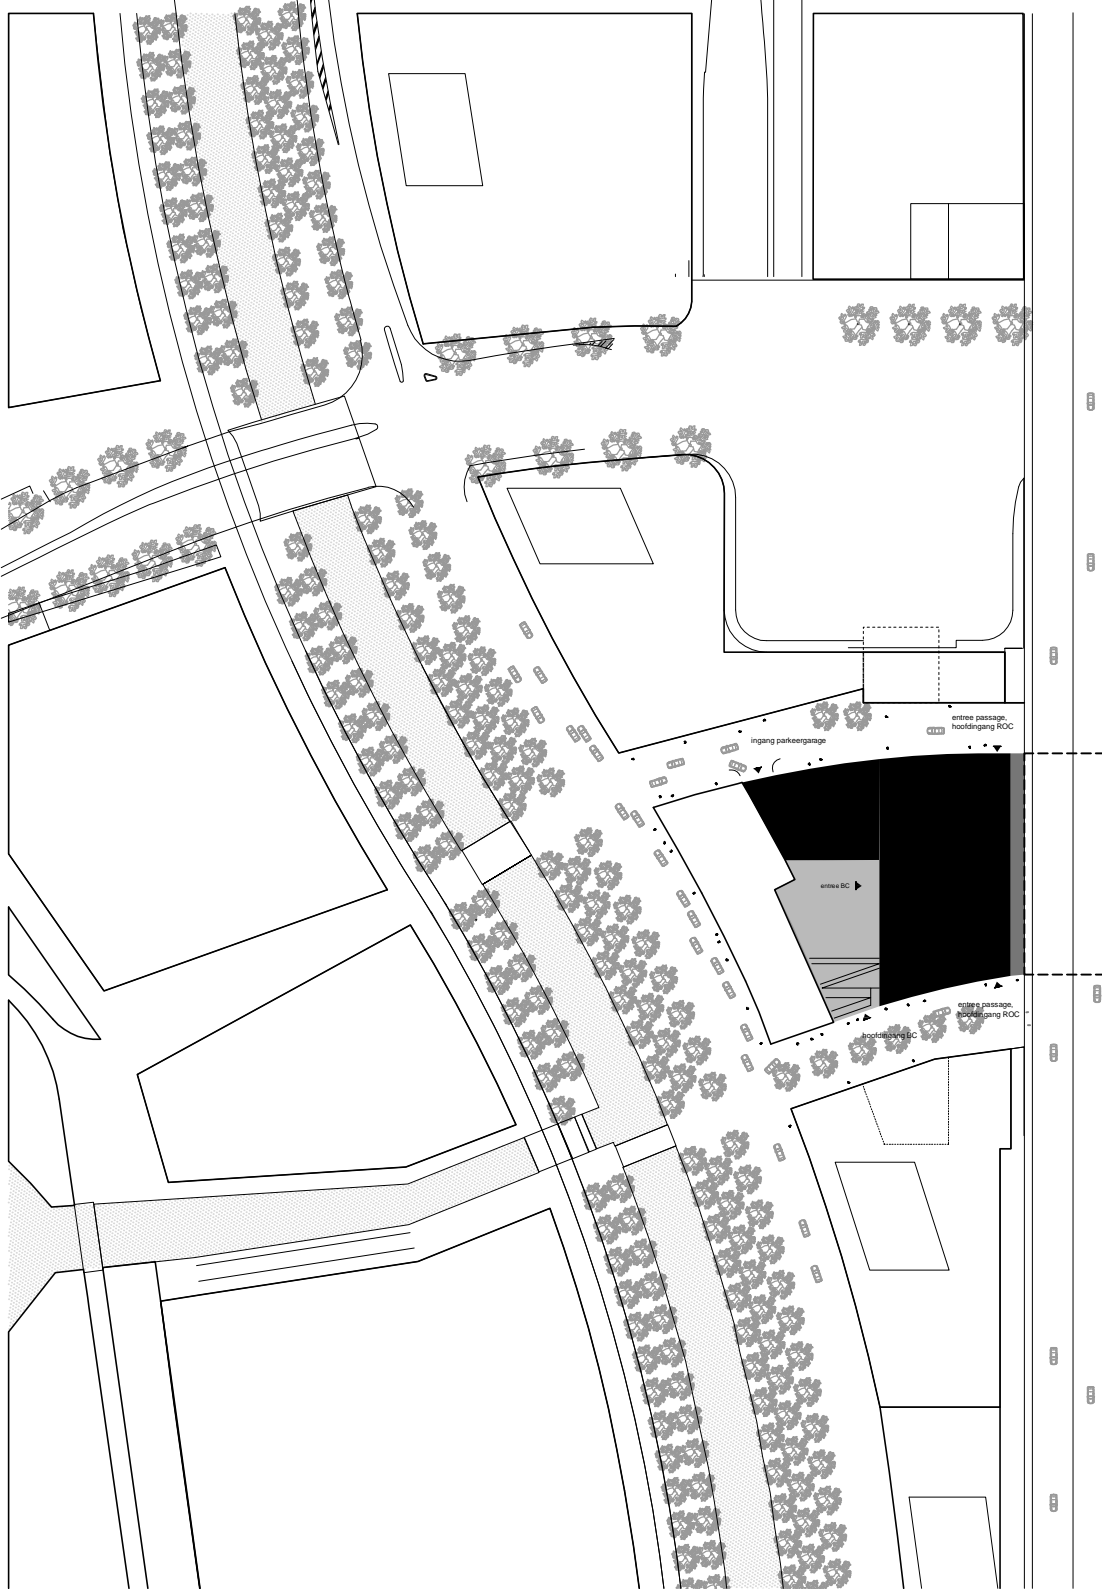 entree passage,
hoofdingang ROC
ingang parkeergarage
entree BC
entree passage,
hoofdingang ROC
hoofdingang BC